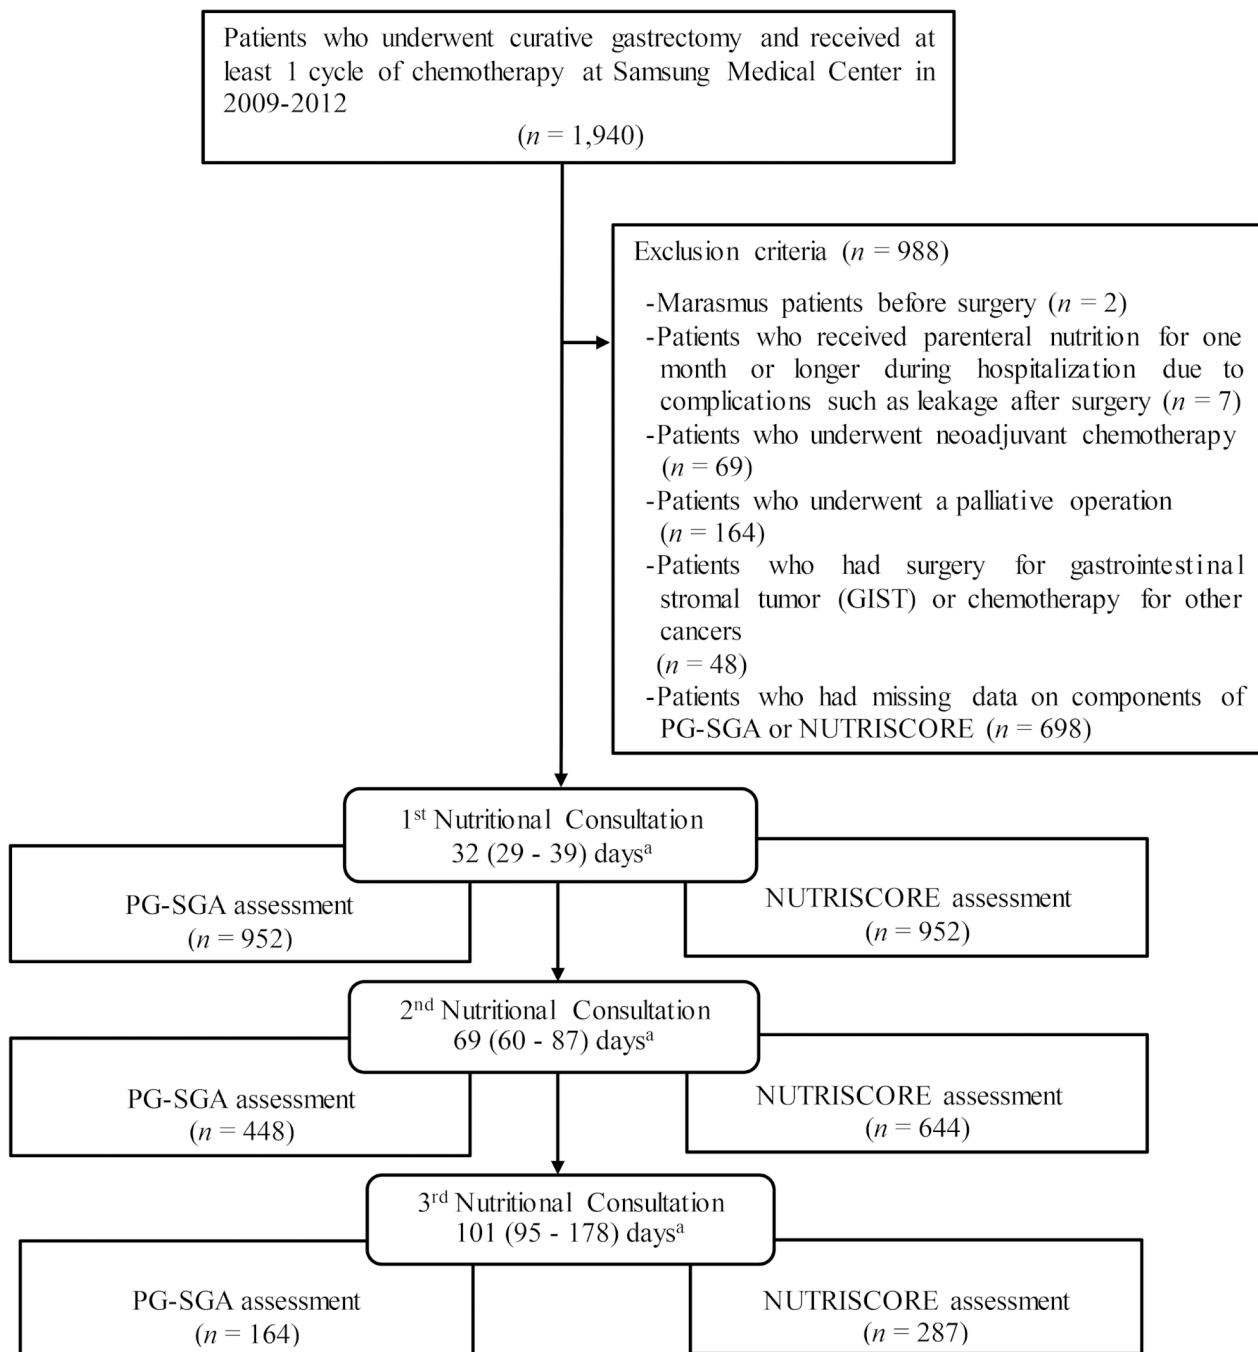 Patients who underwent curative gastrectomy and received at
least 1 cycle of chemotherapy at Samsung Medical Center in
2009-2012
(n = 1,940)
Exclusion criteria (n = 988)
-Marasmus patients before surgery (n = 2)
-Patients who received parenteral nutrition for one
month or longer during hospitalization due to
complications such as leakage after surgery (n = 7)
-Patients who underwent neoadjuvant chemotherapy
(n = 69)
-Patients who underwent a palliative operation
(n = 164)
-Patients who had surgery for gastrointestinal
stromal tumor (GIST) or chemotherapy for other
cancers
(n = 48)
-Patients who had missing data on components of
PG-SGA or NUTRISCORE (n = 698)
1st Nutritional Consultation
32 (29 - 39) daysa
PG-SGA assessment
(n = 952)
NUTRISCORE assessment
(n = 952)
2nd Nutritional Consultation
69 (60 - 87) daysa
PG-SGA assessment
(n = 448)
NUTRISCORE assessment
(n = 644)
3rd Nutritional Consultation
101 (95 - 178) daysa
PG-SGA assessment
(n = 164)
NUTRISCORE assessment
(n = 287)